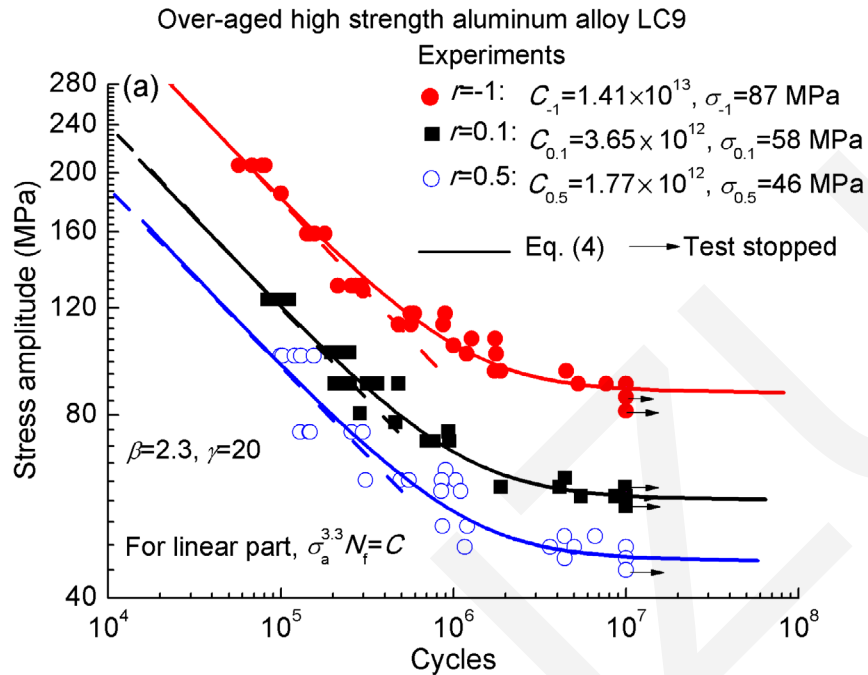 Over-aged high strength aluminum alloy LC9
(a)
Experiments
r=-1: C-1=1.41×10^13, σ-1=87 MPa
r=0.1: C0.1=3.65×10^12, σ0.1=58 MPa
r=0.5: C0.5=1.77×10^12, σ0.5=46 MPa
Eq. (4) Test stopped
Stress amplitude (MPa)
280
240
200
160
120
80
40
β=2.3, γ=20
For linear part, σa^3.3 Nf=C
10^4 10^5 10^6 10^7 10^8
Cycles